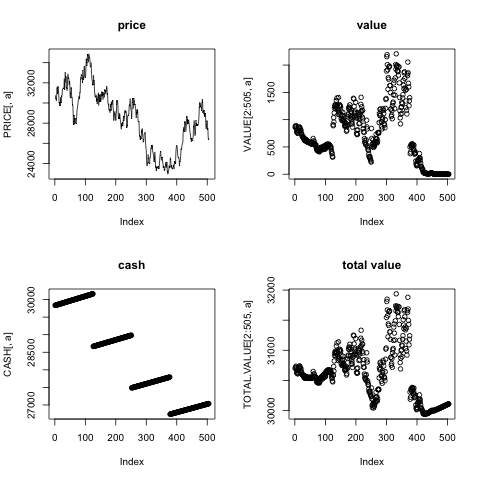 price
PRICE[, a]
24000 28000 32000
0 100 200 300 400 500
Index
value
VALUE[2:505, a]
0 500 1500
0 100 200 300 400 500
Index
cash
CASH[, a]
27000 28500 30000
0 100 200 300 400 500
Index
total value
TOTAL.VALUE[2:505, a]
30000 31000 32000
0 100 200 300 400 500
Index